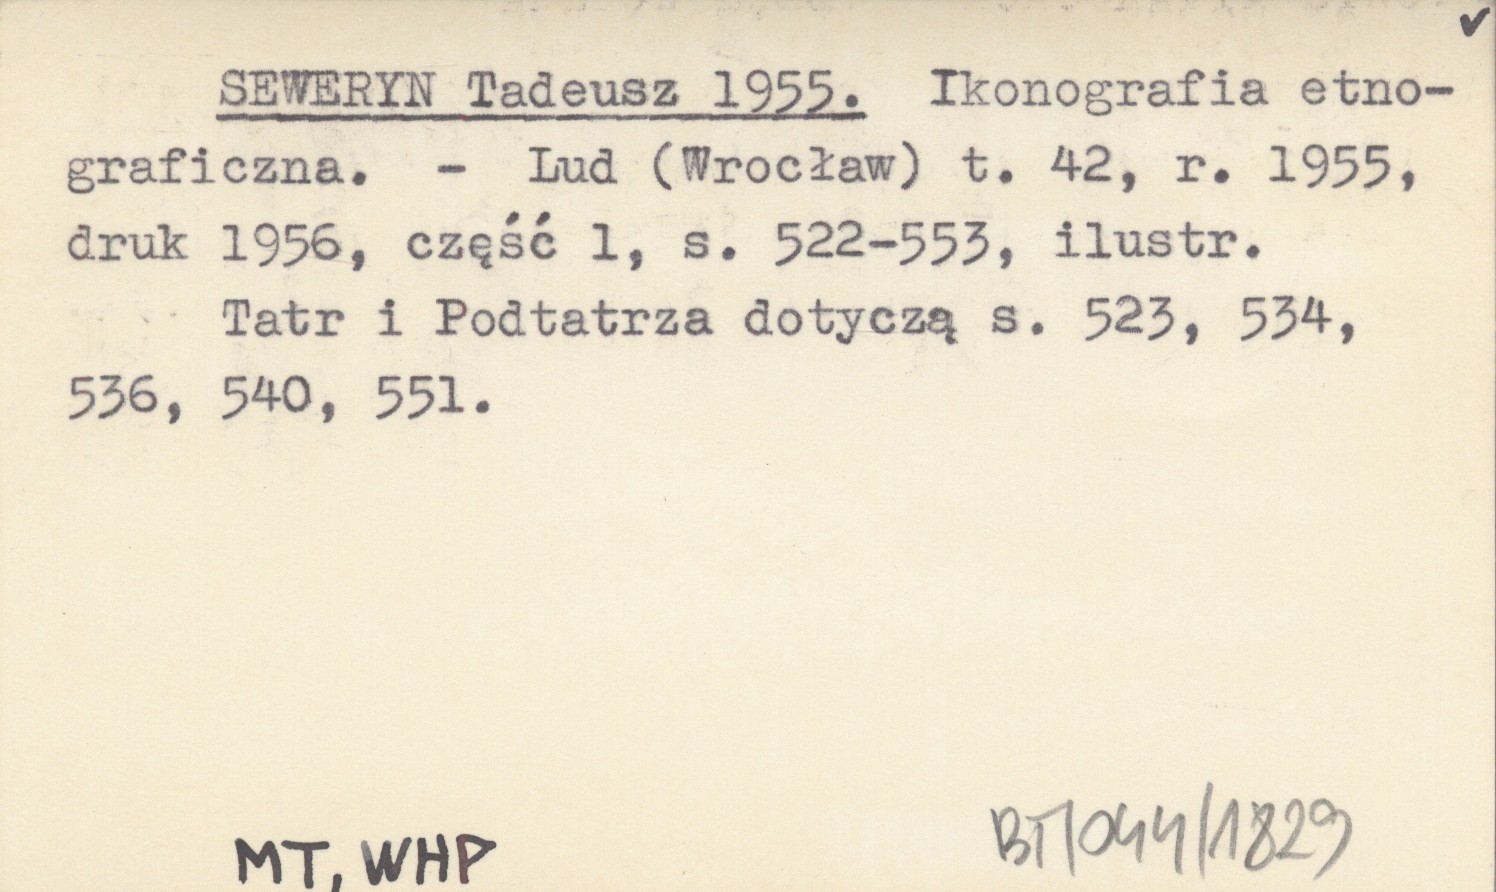 ✓
SEWERYN Tadeusz 1955. Ikonografia etno-
graficzna. - Lud (Wrocław) t. 42, r. 1955,
druk 1956, część 1, s. 522-553, ilustr.
Tatr i Podtatrza dotyczą s. 523, 534,
536, 540, 551.
MT, WHP
BT/044/1829